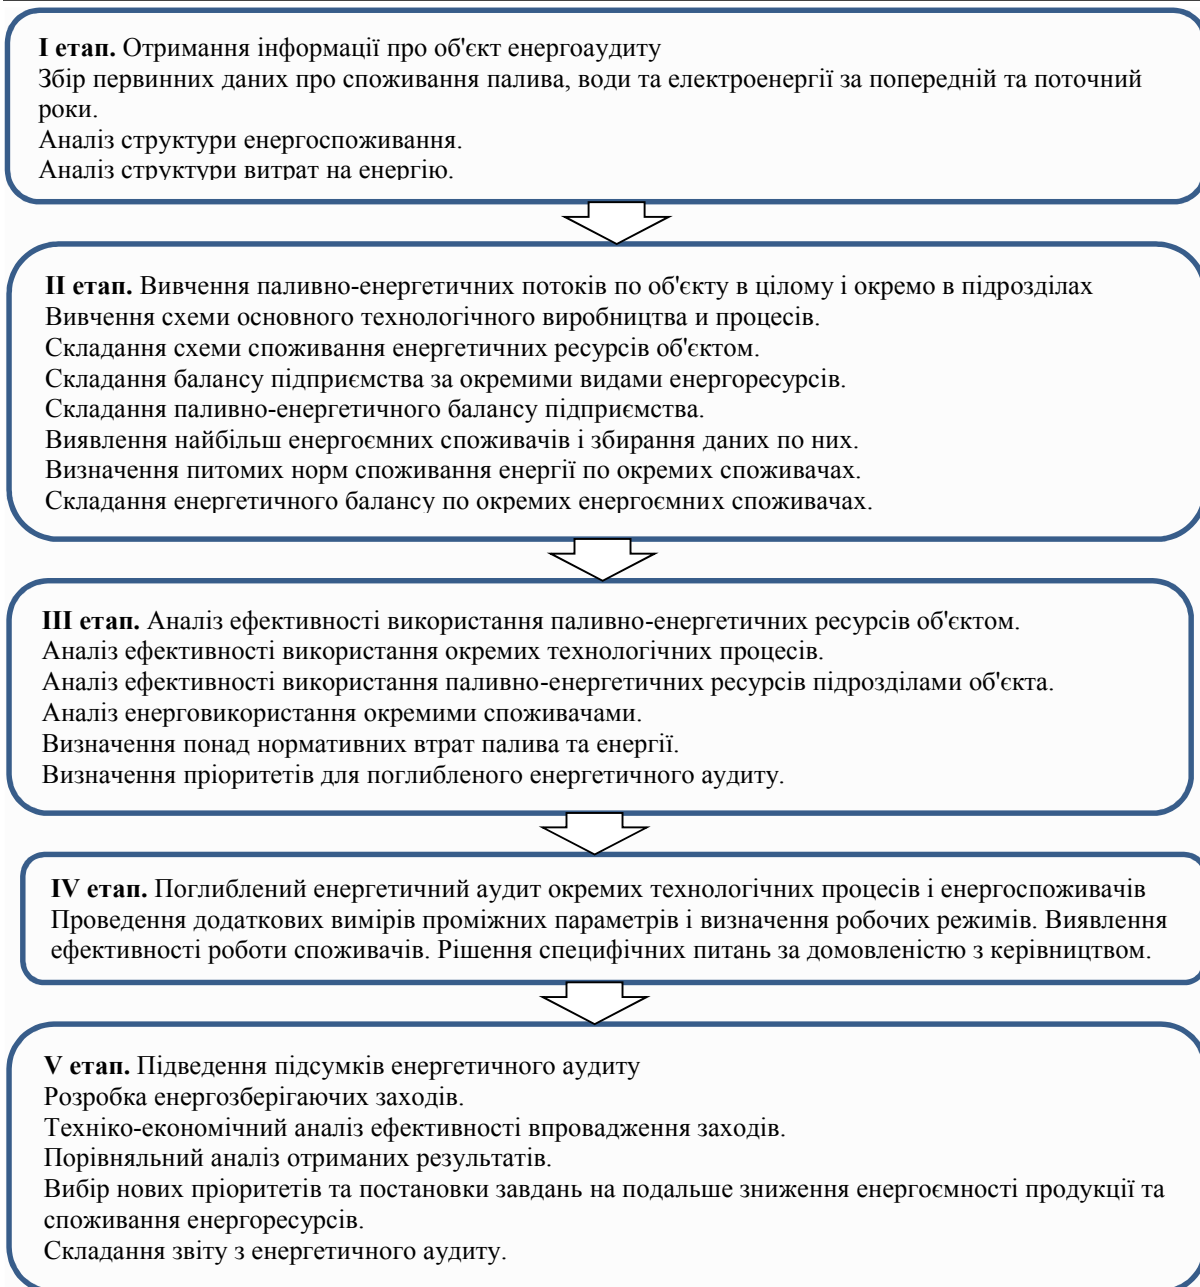 I етап. Отримання інформації про об'єкт енергоаудиту
Збір первинних даних про споживання палива, води та електроенергії за попередній та поточний
роки.
Аналіз структури енергоспоживання.
Аналіз структури витрат на енергію.
II етап. Вивчення паливно-енергетичних потоків по об'єкту в цілому і окремо в підрозділах
Вивчення схеми основного технологічного виробництва и процесів.
Складання схеми споживання енергетичних ресурсів об'єктом.
Складання балансу підприємства за окремими видами енергоресурсів.
Складання паливно-енергетичного балансу підприємства.
Виявлення найбільш енергоємних споживачів і збирання даних по них.
Визначення питомих норм споживання енергії по окремих споживачах.
Складання енергетичного балансу по окремих енергоємних споживачах.
III етап. Аналіз ефективності використання паливно-енергетичних ресурсів об'єктом.
Аналіз ефективності використання окремих технологічних процесів.
Аналіз ефективності використання паливно-енергетичних ресурсів підрозділами об'єкта.
Аналіз енерговикористання окремими споживачами.
Визначення понад нормативних втрат палива та енергії.
Визначення пріоритетів для поглибленого енергетичного аудиту.
IV етап. Поглиблений енергетичний аудит окремих технологічних процесів і енергоспоживачів
Проведення додаткових вимірів проміжних параметрів і визначення робочих режимів. Виявлення
ефективності роботи споживачів. Рішення специфічних питань за домовленістю з керівництвом.
V етап. Підведення підсумків енергетичного аудиту
Розробка енергозберігаючих заходів.
Техніко-економічний аналіз ефективності впровадження заходів.
Порівняльний аналіз отриманих результатів.
Вибір нових пріоритетів та постановки завдань на подальше зниження енергоємності продукції та
споживання енергоресурсів.
Складання звіту з енергетичного аудиту.